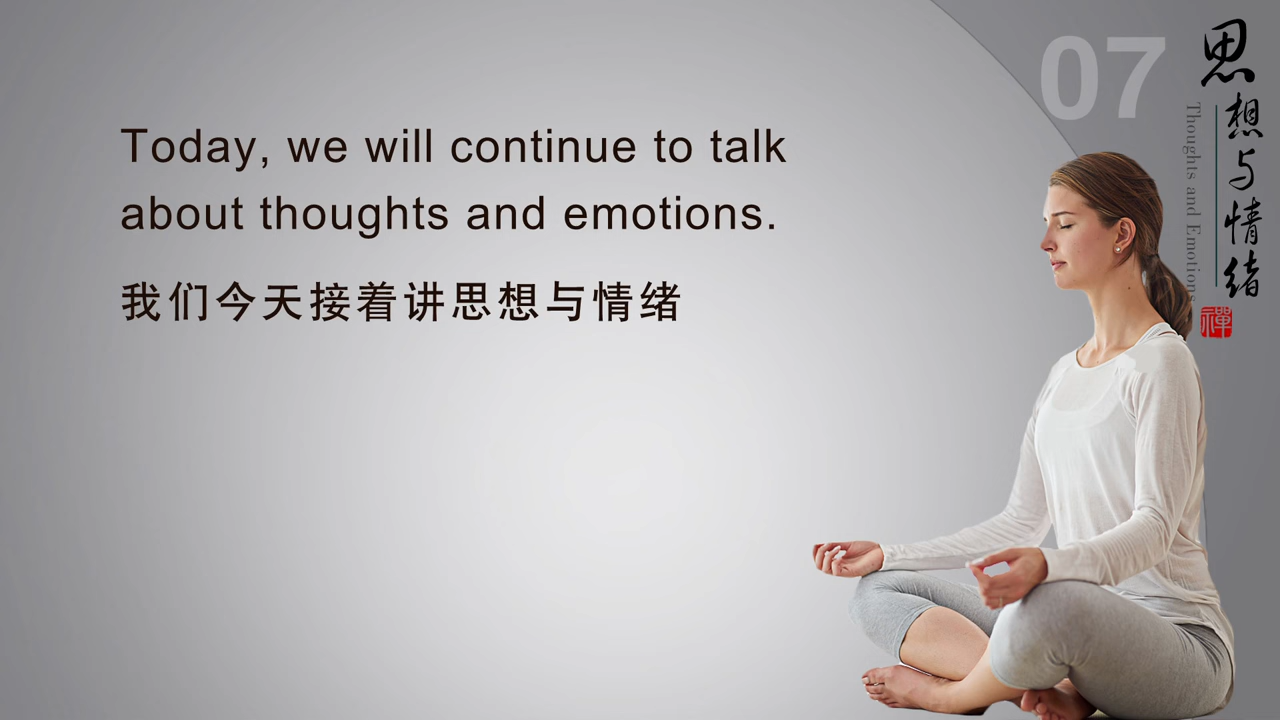 Today, we will continue to talk
about thoughts and emotions.
我们今天接着讲思想与情绪
07
思想与情绪
Thoughts and Emotions
禪